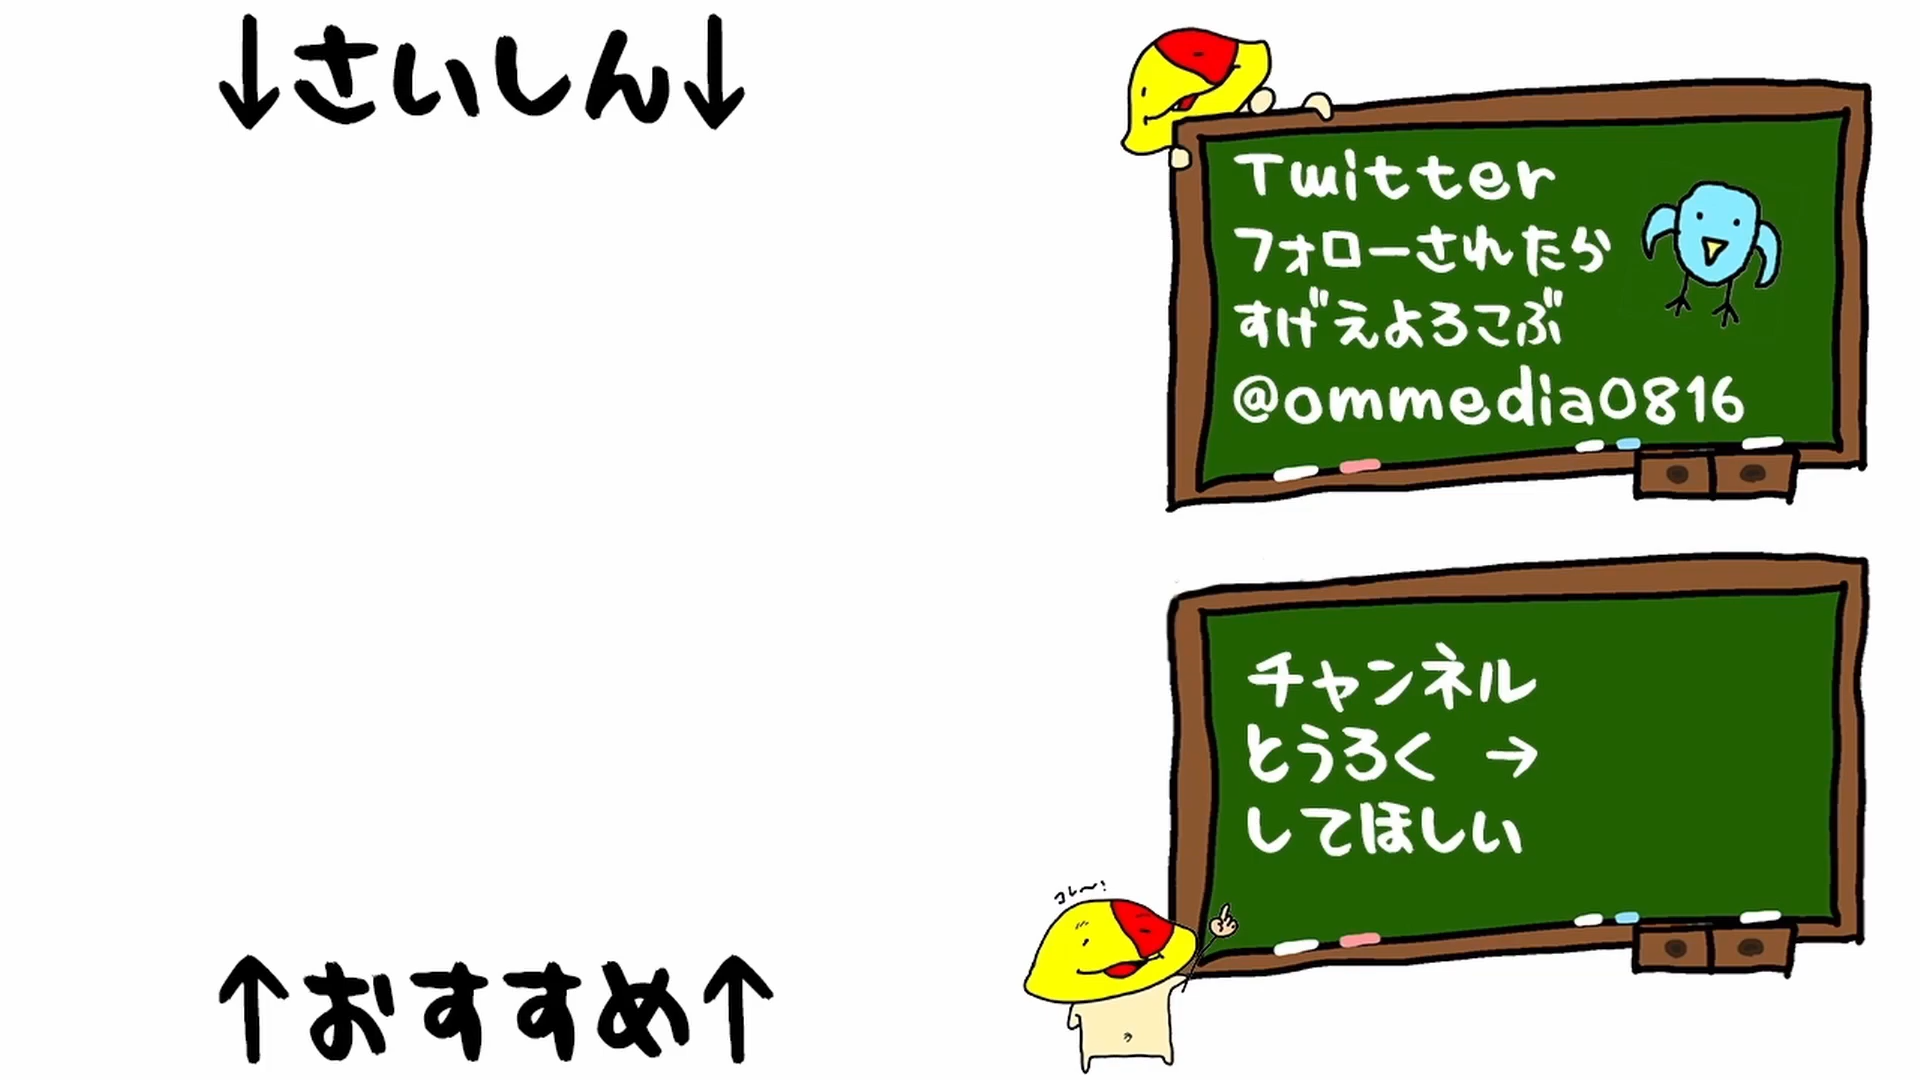 ↓さいしん↓
Twitter
フォローされたら
すげえよろこぶ
@ommedia0816
チャンネル
とうろく →
してほしい
コレ〜!
↑おすすめ↑